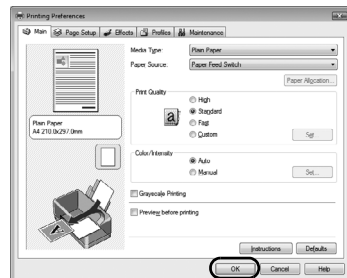 Printing Preferences
Main Page Setup Effects Profiles Maintenance
Media Type: Plain Paper
Paper Source: Paper Feed Switch
Paper Allocation...
Print Quality
High
Standard
Fast
Custom Set
Plain Paper
A4 210.0x297.0mm
Color/Intensity
Auto
Manual Set...
Grayscale Printing
Preview before printing
Instructions Defaults
OK Cancel Help